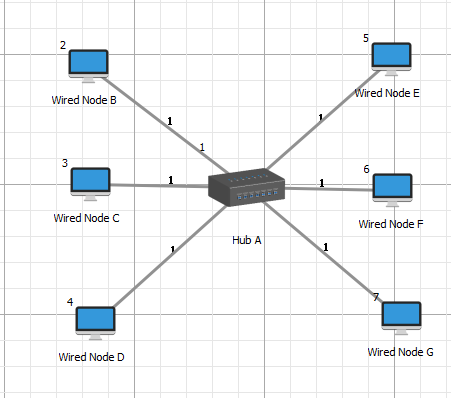 2
5
Wired Node B
Wired Node E
1
1
1
3
6
1
1
Wired Node C
Wired Node F
Hub A
1
1
4
7
Wired Node D
Wired Node G